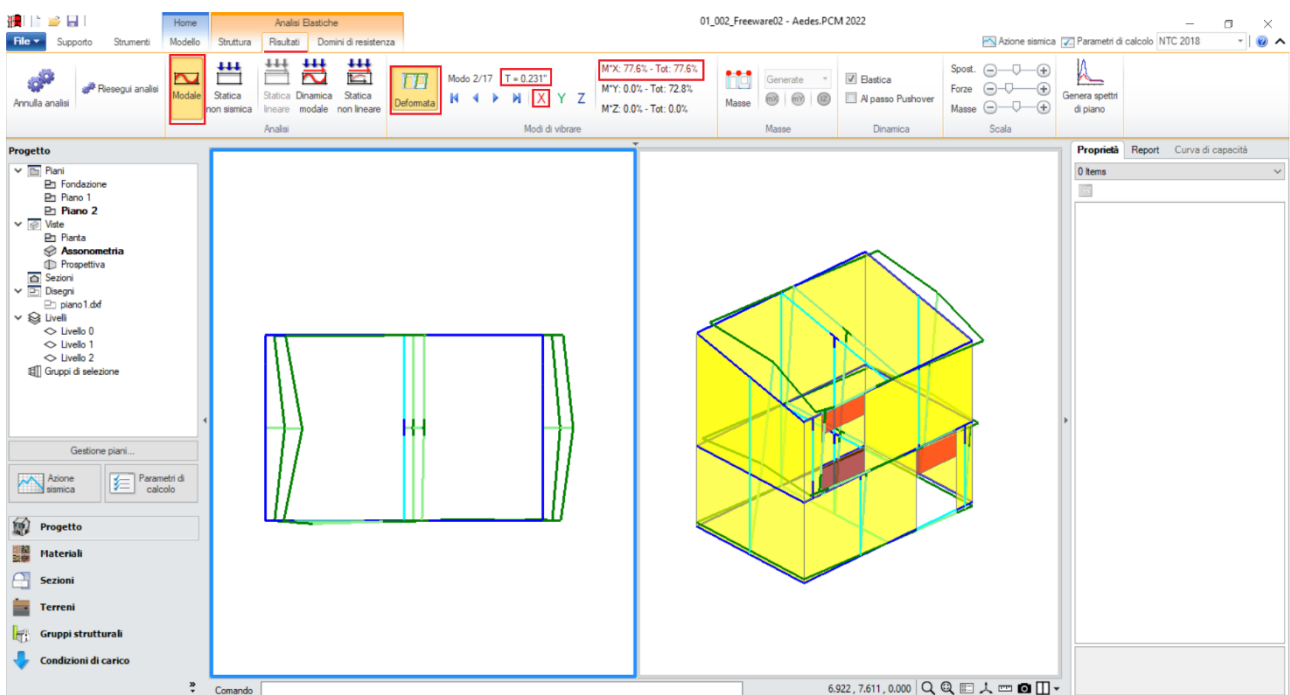 01_002_Freeware02 - Aedes.PCM 2022
Home
Analisi Elastiche
File
Supporto
Strumenti
Modello
Struttura
Risultati
Domini di resistenza
Azione sismica
Parametri di calcolo
NTC 2018
Annulla analisi
Riesegui analisi
Modale
Statica non sismica
Statica lineare
Dinamica modale
Statica non lineare
Analisi
Deformata
Modo 2/17
T = 0.231"
X Y Z
M*X: 77.6% - Tot: 77.6%
M*Y: 0.0% - Tot: 72.8%
M*Z: 0.0% - Tot: 0.0%
Modi di vibrare
Masse
Generate
Masse
Elastica
Al passo Pushover
Dinamica
Spost.
Forze
Masse
Scala
Genera spettri di piano
Progetto
Piani
Fondazione
Piano 1
Piano 2
Viste
Pianta
Assonometria
Prospettiva
Sezioni
Disegni
piano1.dxf
Livelli
Livello 0
Livello 1
Livello 2
Gruppi di selezione
Gestione piani...
Azione sismica
Parametri di calcolo
Progetto
Materiali
Sezioni
Terreni
Gruppi strutturali
Condizioni di carico
Proprietà
Report
Curva di capacità
0 Items
Comando
6.922 , 7.611 , 0.000